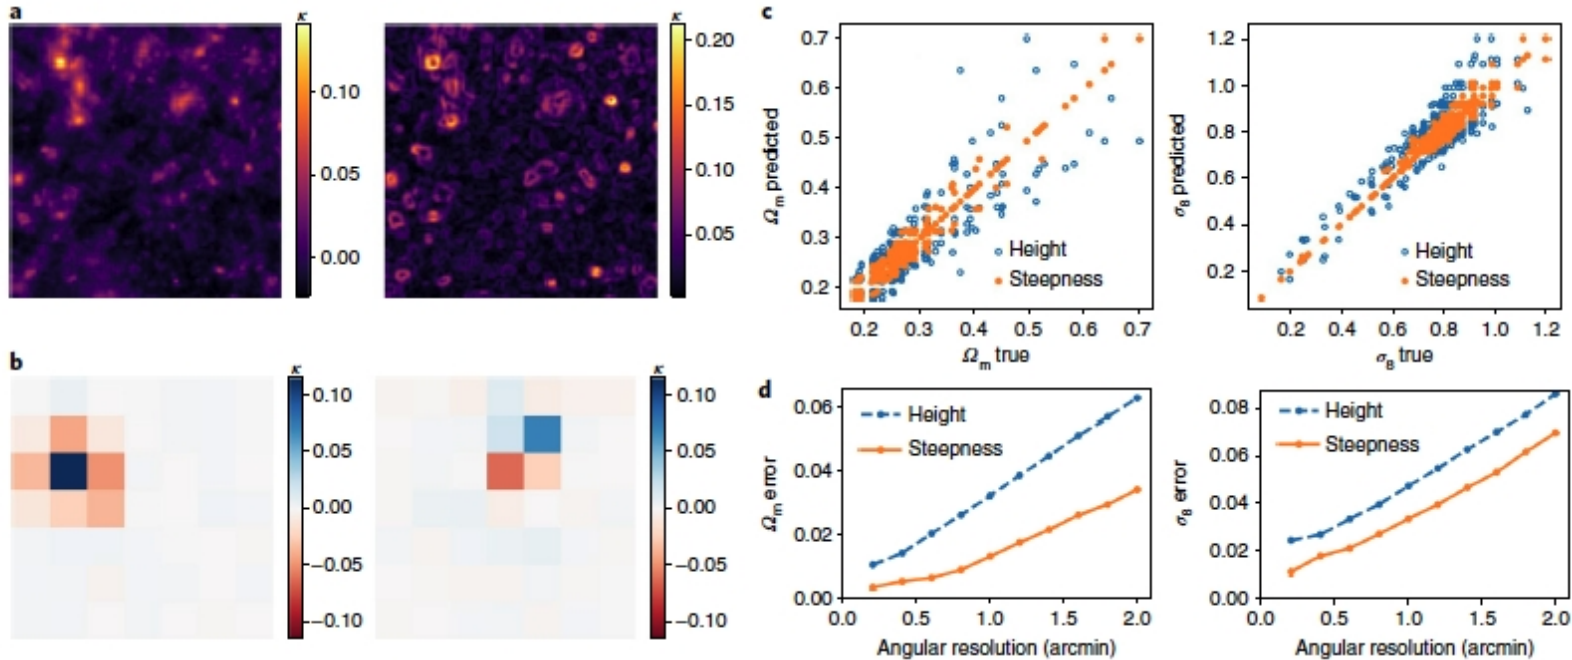 a
κ
0.10
0.05
0.00
κ
0.20
0.15
0.10
0.05
b
κ
0.10
0.05
0.00
−0.05
−0.10
κ
0.10
0.05
0.00
−0.05
−0.10
c
Ωm predicted
0.7
0.6
0.5
0.4
0.3
0.2
Height
Steepness
0.2 0.3 0.4 0.5 0.6 0.7
Ωm true
σ8 predicted
1.2
1.0
0.8
0.6
0.4
0.2
Height
Steepness
0.2 0.4 0.6 0.8 1.0 1.2
σ8 true
d
Ωm error
0.06
0.04
0.02
0.00
Height
Steepness
0.0 0.5 1.0 1.5 2.0
Angular resolution (arcmin)
σ8 error
0.08
0.06
0.04
0.02
0.00
Height
Steepness
0.0 0.5 1.0 1.5 2.0
Angular resolution (arcmin)